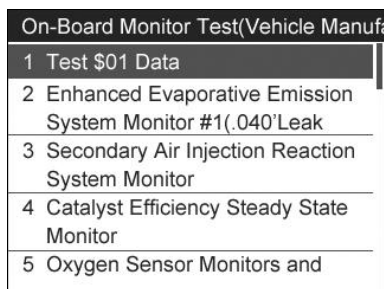 On-Board Monitor Test(Vehicle Manufa
1 Test $01 Data
2 Enhanced Evaporative Emission
System Monitor #1(.040'Leak
3 Secondary Air Injection Reaction
System Monitor
4 Catalyst Efficiency Steady State
Monitor
5 Oxygen Sensor Monitors and